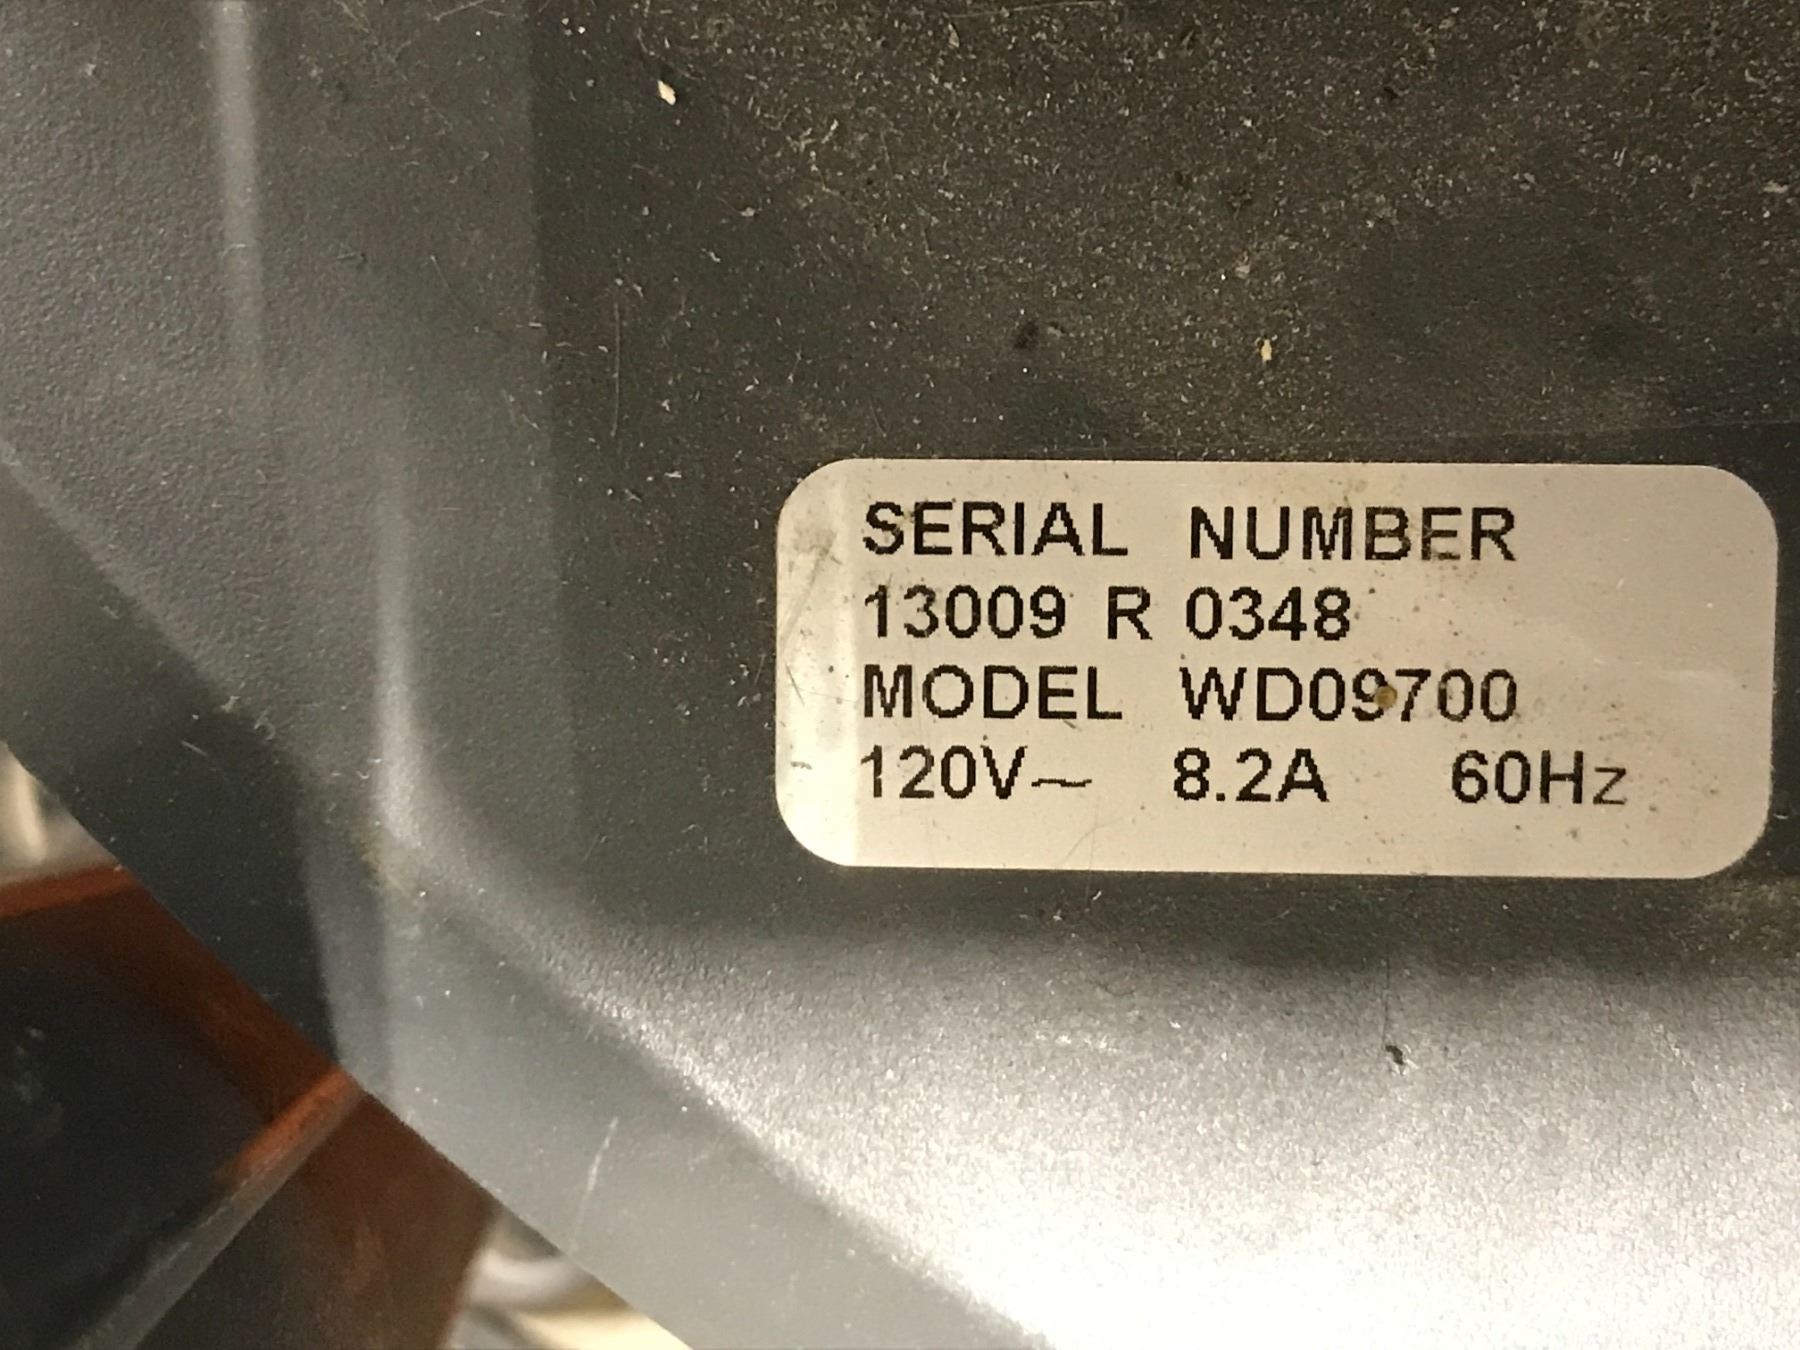 SERIAL NUMBER
13009 R 0348
MODEL WD09700
120V~ 8.2A 60Hz